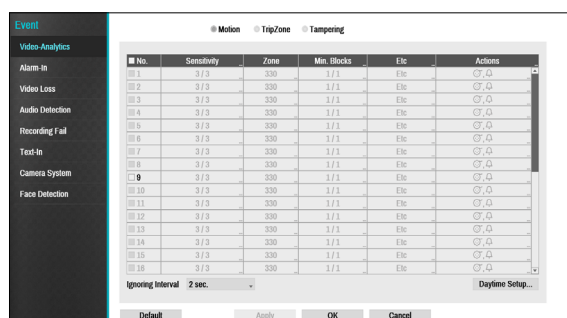 Event
Motion TripZone Tampering
Video-Analytics
Alarm-In
Video Loss
Audio Detection
Recording Fail
Text-In
Camera System
Face Detection
No. Sensitivity Zone Min. Blocks Etc Actions
1 3 / 3 330 1 / 1 Etc
2 3 / 3 330 1 / 1 Etc
3 3 / 3 330 1 / 1 Etc
4 3 / 3 330 1 / 1 Etc
5 3 / 3 330 1 / 1 Etc
6 3 / 3 330 1 / 1 Etc
7 3 / 3 330 1 / 1 Etc
8 3 / 3 330 1 / 1 Etc
9 3 / 3 330 1 / 1 Etc
10 3 / 3 330 1 / 1 Etc
11 3 / 3 330 1 / 1 Etc
12 3 / 3 330 1 / 1 Etc
13 3 / 3 330 1 / 1 Etc
14 3 / 3 330 1 / 1 Etc
15 3 / 3 330 1 / 1 Etc
16 3 / 3 330 1 / 1 Etc
Ignoring Interval 2 sec. Daytime Setup...
Default Apply OK Cancel